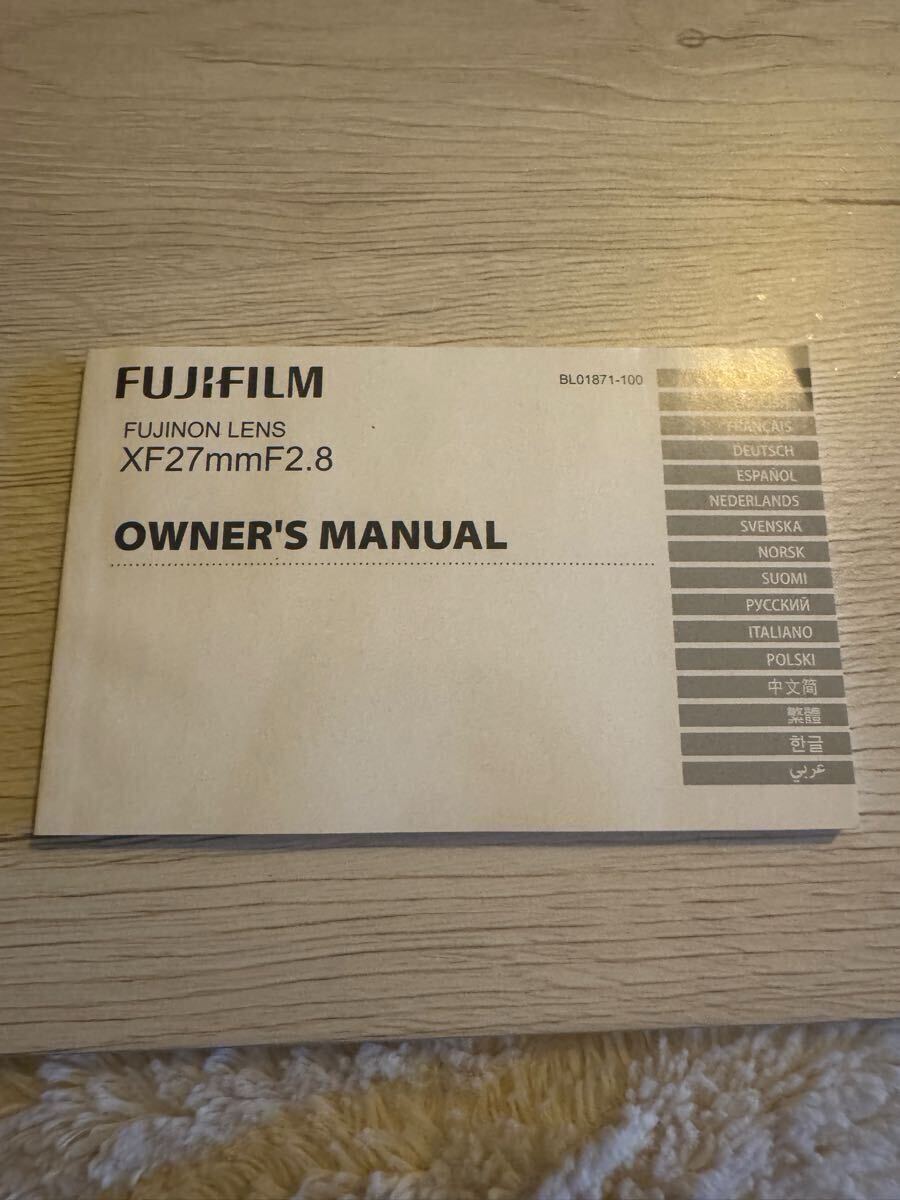 FUJIFILM
BL01871-100
FUJINON LENS
XF27mmF2.8
OWNER'S MANUAL
FRANÇAIS
DEUTSCH
ESPAÑOL
NEDERLANDS
SVENSKA
NORSK
SUOMI
РУССКИЙ
ITALIANO
POLSKI
中文简
繁體
한글
عربي